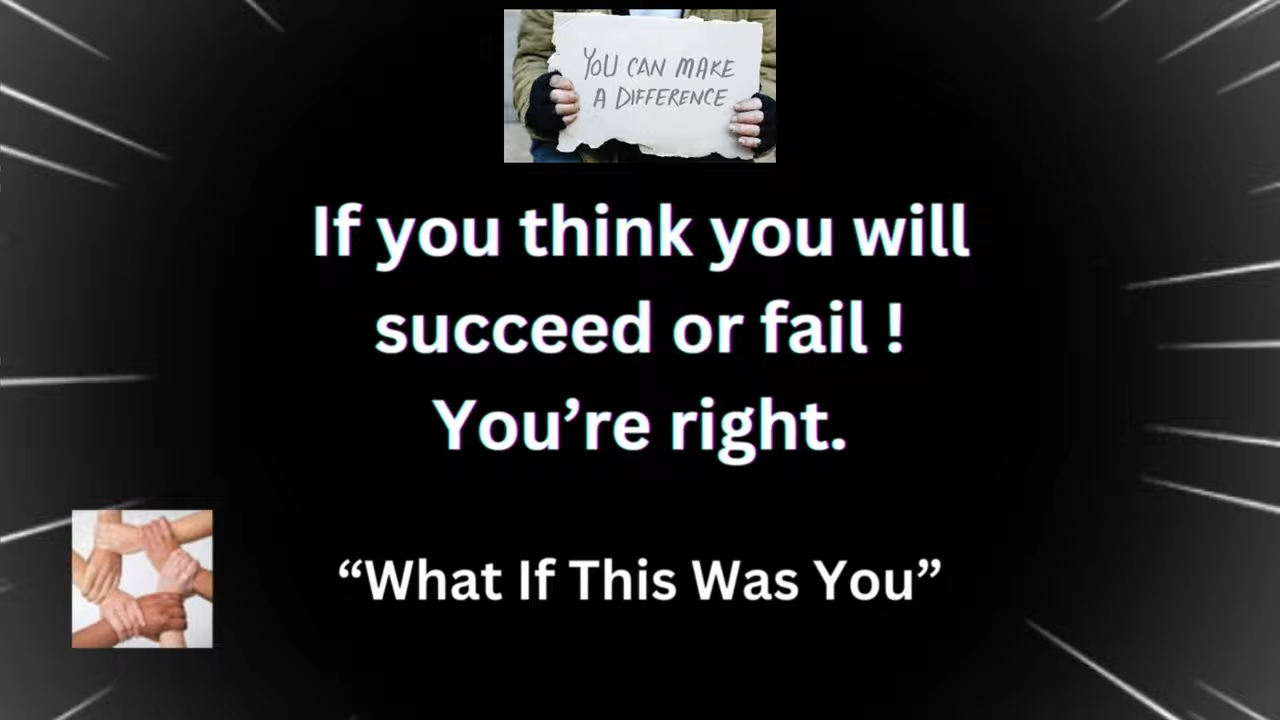 YOU CAN MAKE
A DIFFERENCE
If you think you will
succeed or fail !
You’re right.
“What If This Was You”